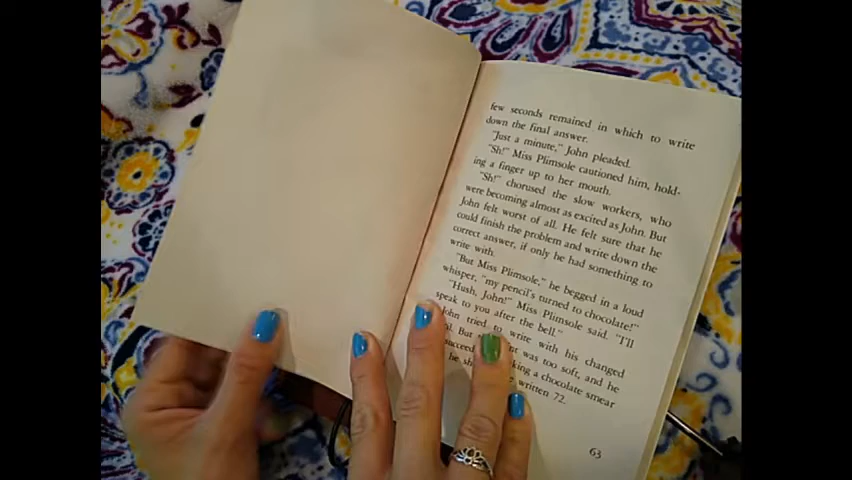 few seconds remained in which to write
down the final answer.
"Just a minute," John pleaded.
"Sh!" Miss Plimsole cautioned him, hold-
ing a finger up to her mouth.
"Sh!" chorused the slow workers, who
were becoming almost as excited as John. But
John felt worst of all. He felt sure that he
could finish the problem and write down the
correct answer, if only he had something to
write with.
"But Miss Plimsole," he begged in a loud
whisper, "my pencil's turned to chocolate!"
"Hush, John!" Miss Plimsole said. "I'll
speak to you after the bell."
John tried to write with his changed
But was too soft, and all
succeed king a chocolate smear
he sh written 72.
63